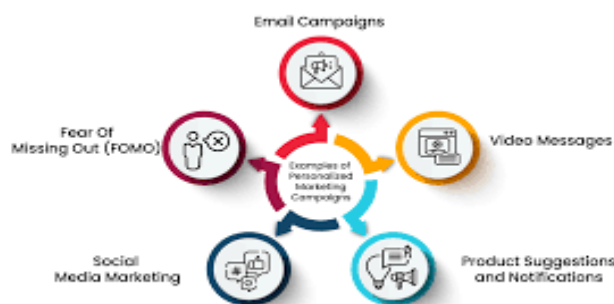 Email Campaigns
Fear Of
Missing Out (FOMO)
Video Messages
Examples of
Personalized
Marketing
Campaigns
Social
Media Marketing
Product Suggestions
and Notifications